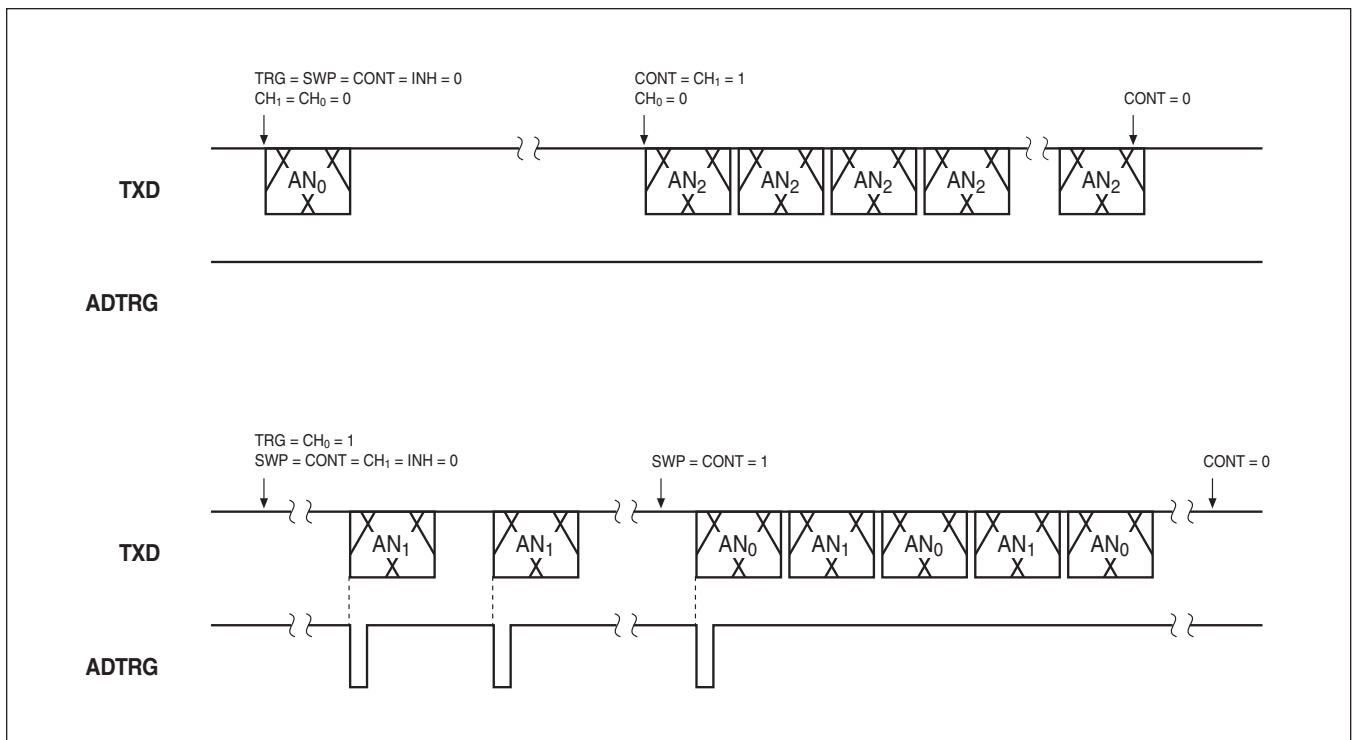 TRG = SWP = CONT = INH = 0
CH₁ = CH₀ = 0
CONT = CH₁ = 1
CH₀ = 0
CONT = 0
TXD
AN₀
AN₂
AN₂
AN₂
AN₂
AN₂
ADTRG
TRG = CH₀ = 1
SWP = CONT = CH₁ = INH = 0
SWP = CONT = 1
CONT = 0
TXD
AN₁
AN₁
AN₀
AN₁
AN₀
AN₁
AN₀
ADTRG